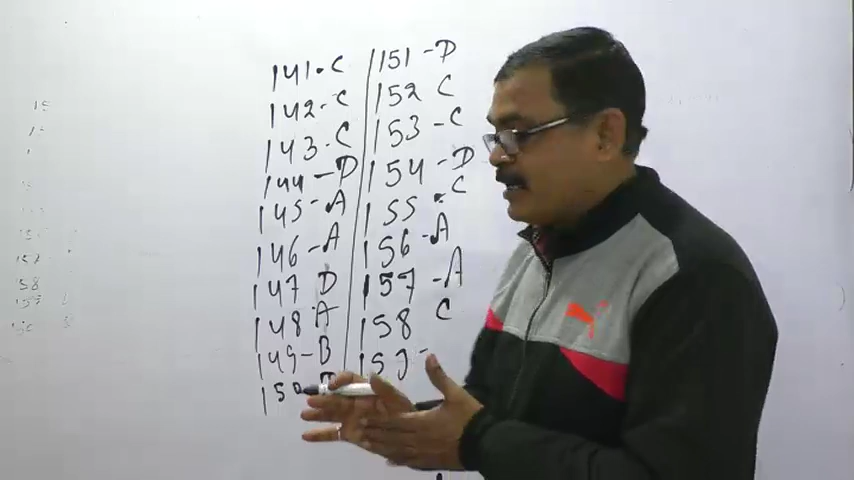 141.C
142-C
143.C
144-D
145-A
146-A
147 D
148 A
149-B
151-D
152 C
153-C
154-D
155.C
156-A
157-A
158 C